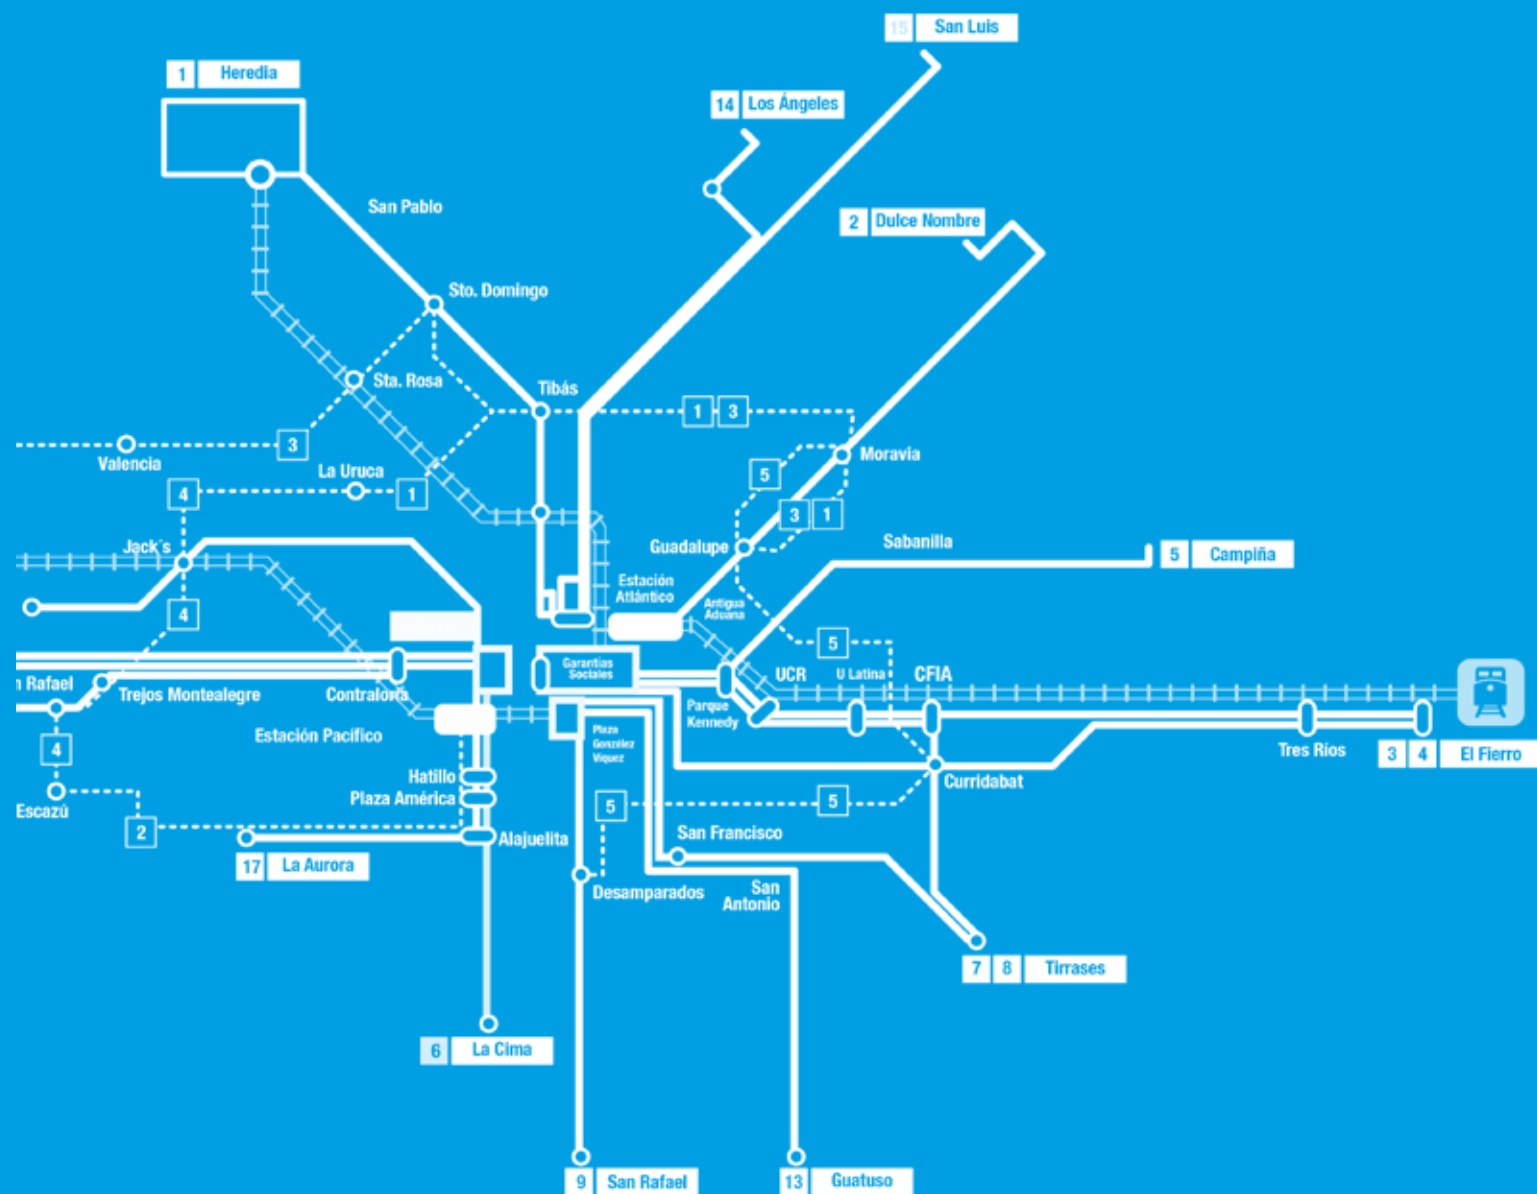 15 San Luis
1 Heredia
14 Los Ángeles
San Pablo
2 Dulce Nombre
Sto. Domingo
Sta. Rosa
Tibás
1 3
3
Valencia
Moravia
La Uruca
5
4
1
3 1
Jack´s
Guadalupe
Sabanilla
5 Campiña
Estación
Atlántico
Antigua
Aduana
4
5
Garantías
Sociales
n Rafael
Trejos Montealegre
Contraloría
UCR
U Latina
CFIA
Parque
Kennedy
Estación Pacífico
Plaza
González
Víquez
4
Tres Ríos
3 4 El Fierro
Hatillo
Plaza América
Curridabat
Escazú
5
5
2
Alajuelita
San Francisco
17 La Aurora
Desamparados
San
Antonio
7 8 Tirrases
6 La Cima
9 San Rafael
13 Guatuso